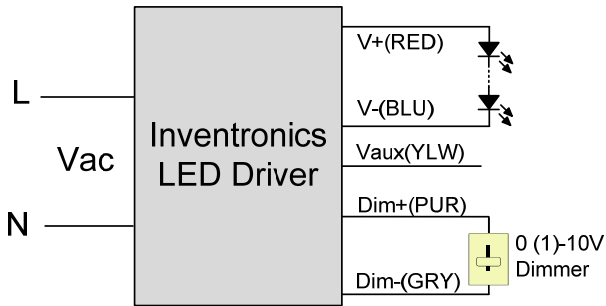 L
Vac
N
Inventronics
LED Driver
V+(RED)
V-(BLU)
Vaux(YLW)
Dim+(PUR)
Dim-(GRY)
0 (1)-10V
Dimmer